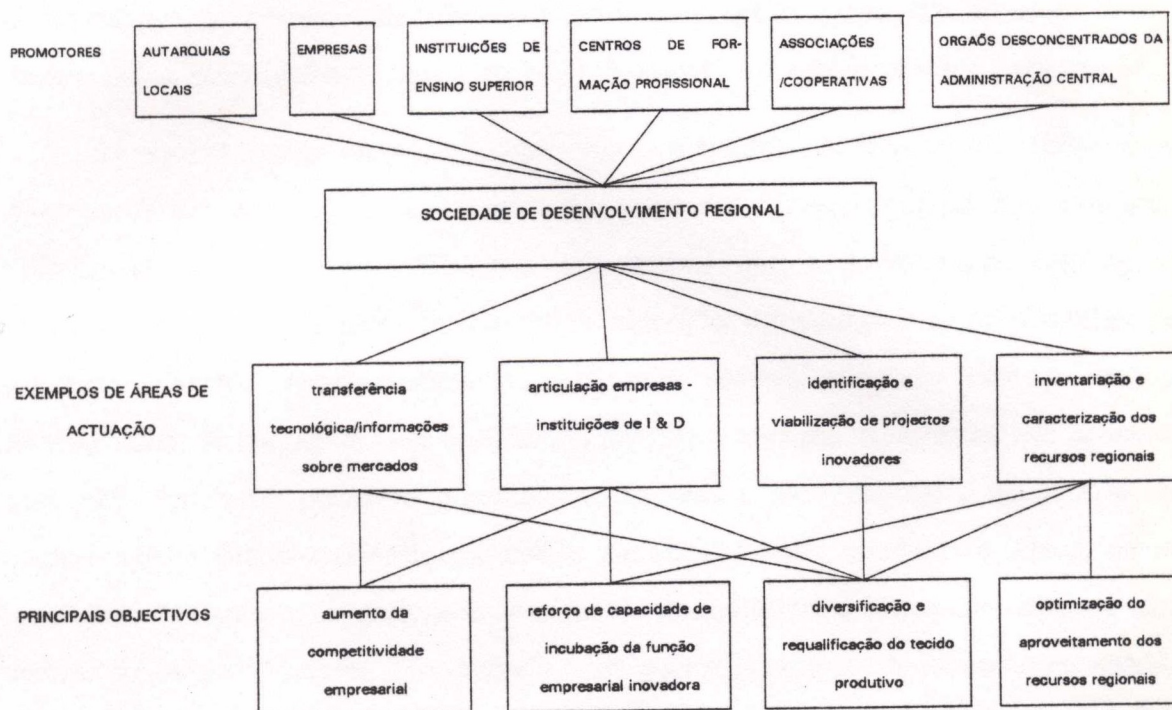 PROMOTORES
AUTARQUIAS
LOCAIS
EMPRESAS
INSTITUIÇÕES DE
ENSINO SUPERIOR
CENTROS DE FOR-
MAÇÃO PROFISSIONAL
ASSOCIAÇÕES
/COOPERATIVAS
ORGAÕS DESCONCENTRADOS DA
ADMINISTRAÇÃO CENTRAL
SOCIEDADE DE DESENVOLVIMENTO REGIONAL
EXEMPLOS DE ÁREAS DE
ACTUAÇÃO
transferência
tecnológica/informações
sobre mercados
articulação empresas -
instituições de I & D
identificação e
viabilização de projectos
inovadores
inventariação e
caracterização dos
recursos regionais
PRINCIPAIS OBJECTIVOS
aumento da
competitividade
empresarial
reforço de capacidade de
incubação da função
empresarial inovadora
diversificação e
requalificação do tecido
produtivo
optimização do
aproveitamento dos
recursos regionais